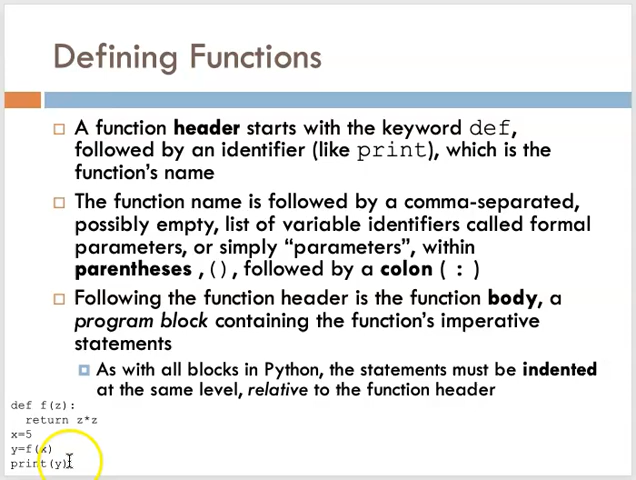 Defining Functions
A function header starts with the keyword def,
followed by an identifier (like print), which is the
function's name
The function name is followed by a comma-separated,
possibly empty, list of variable identifiers called formal
parameters, or simply “parameters”, within
parentheses ,(), followed by a colon ( : )
Following the function header is the function body, a
program block containing the function's imperative
statements
As with all blocks in Python, the statements must be indented
at the same level, relative to the function header
def f(z):
return z*z
x=5
y=f(x)
print(y)